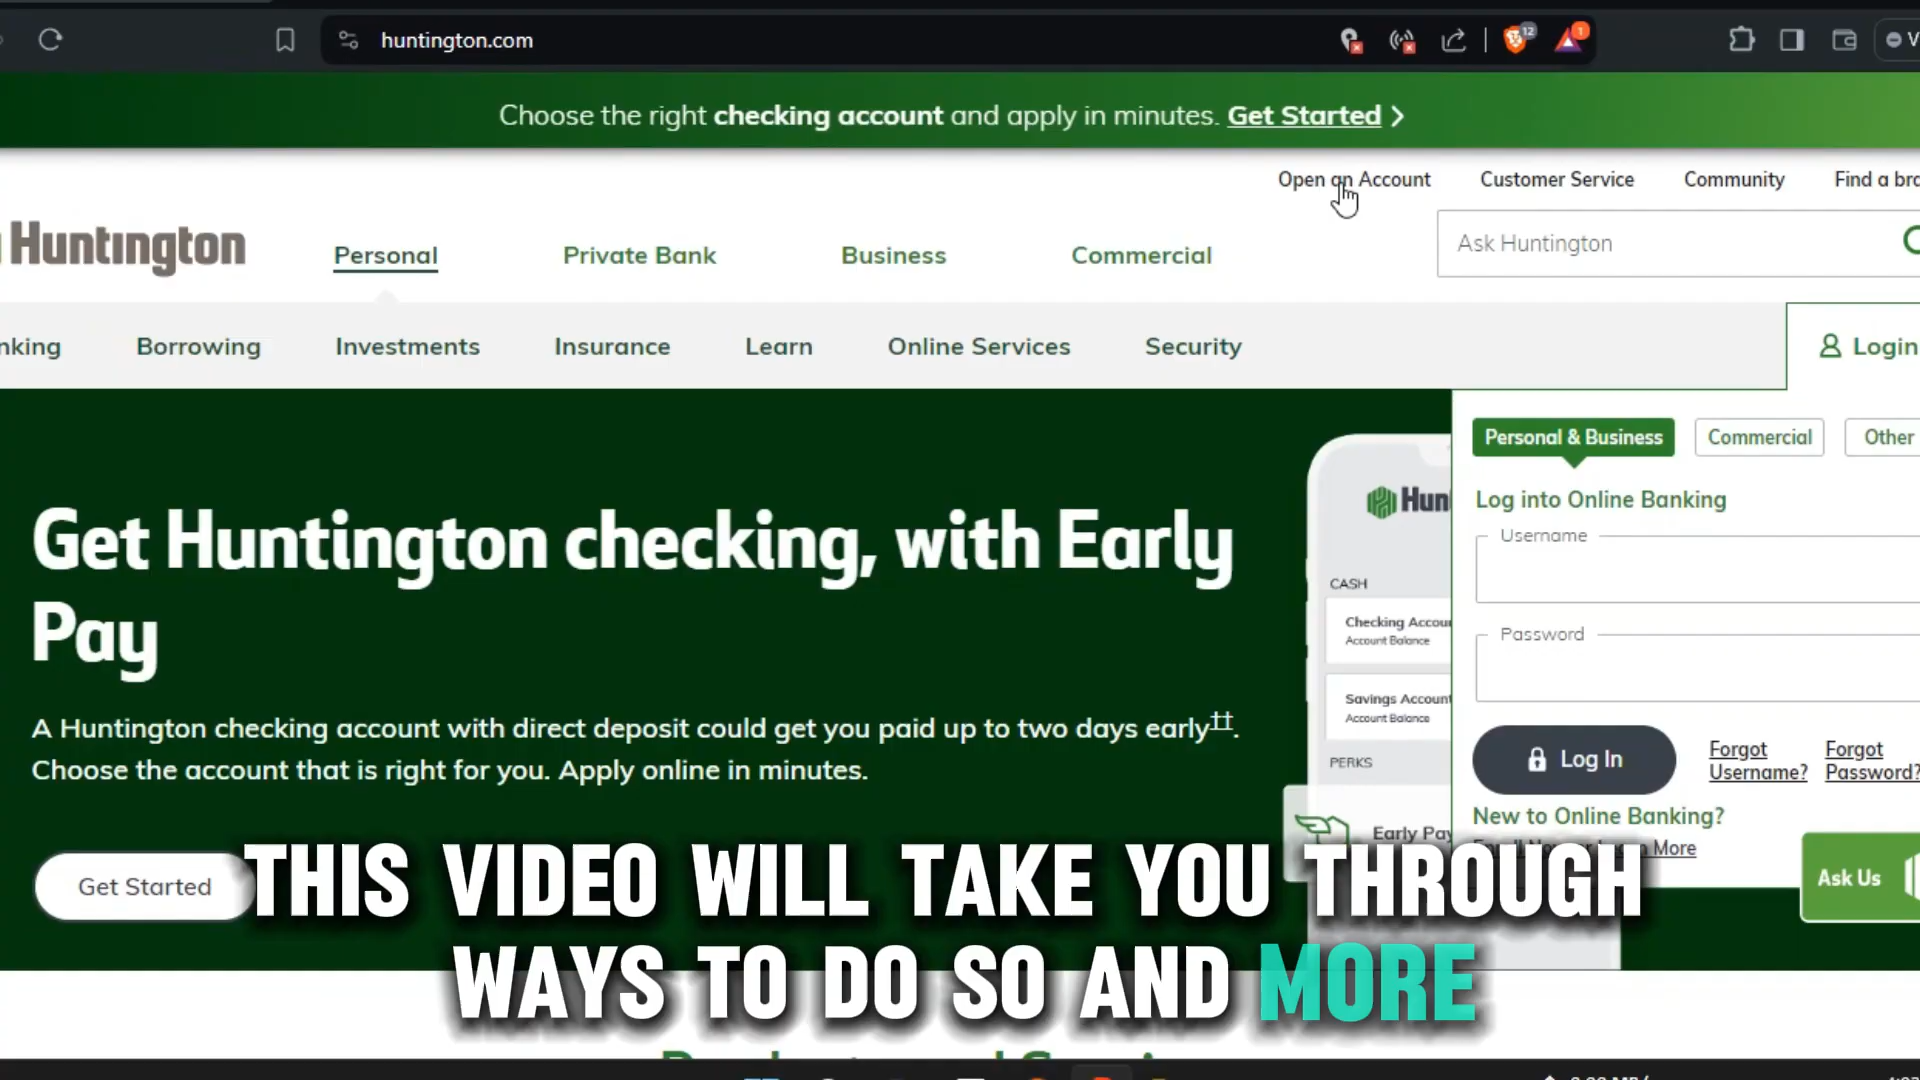 huntington.com
12
1
Choose the right checking account and apply in minutes. Get Started
Open an Account Customer Service Community Find a
Huntington
Personal Private Bank Business Commercial
Ask Huntington
Borrowing Investments Insurance Learn Online Services Security
Login
Personal & Business Commercial Other
Log into Online Banking
Username
Password
Log In
Forgot Username?
Forgot Password?
New to Online Banking?
More
Get Huntington checking, with Early
Pay
A Huntington checking account with direct deposit could get you paid up to two days early††.
Choose the account that is right for you. Apply online in minutes.
Get Started
CASH
Account Balance
Account Balance
PERKS
Early
Ask Us
THIS VIDEO WILL TAKE YOU THROUGH
WAYS TO DO SO AND MORE